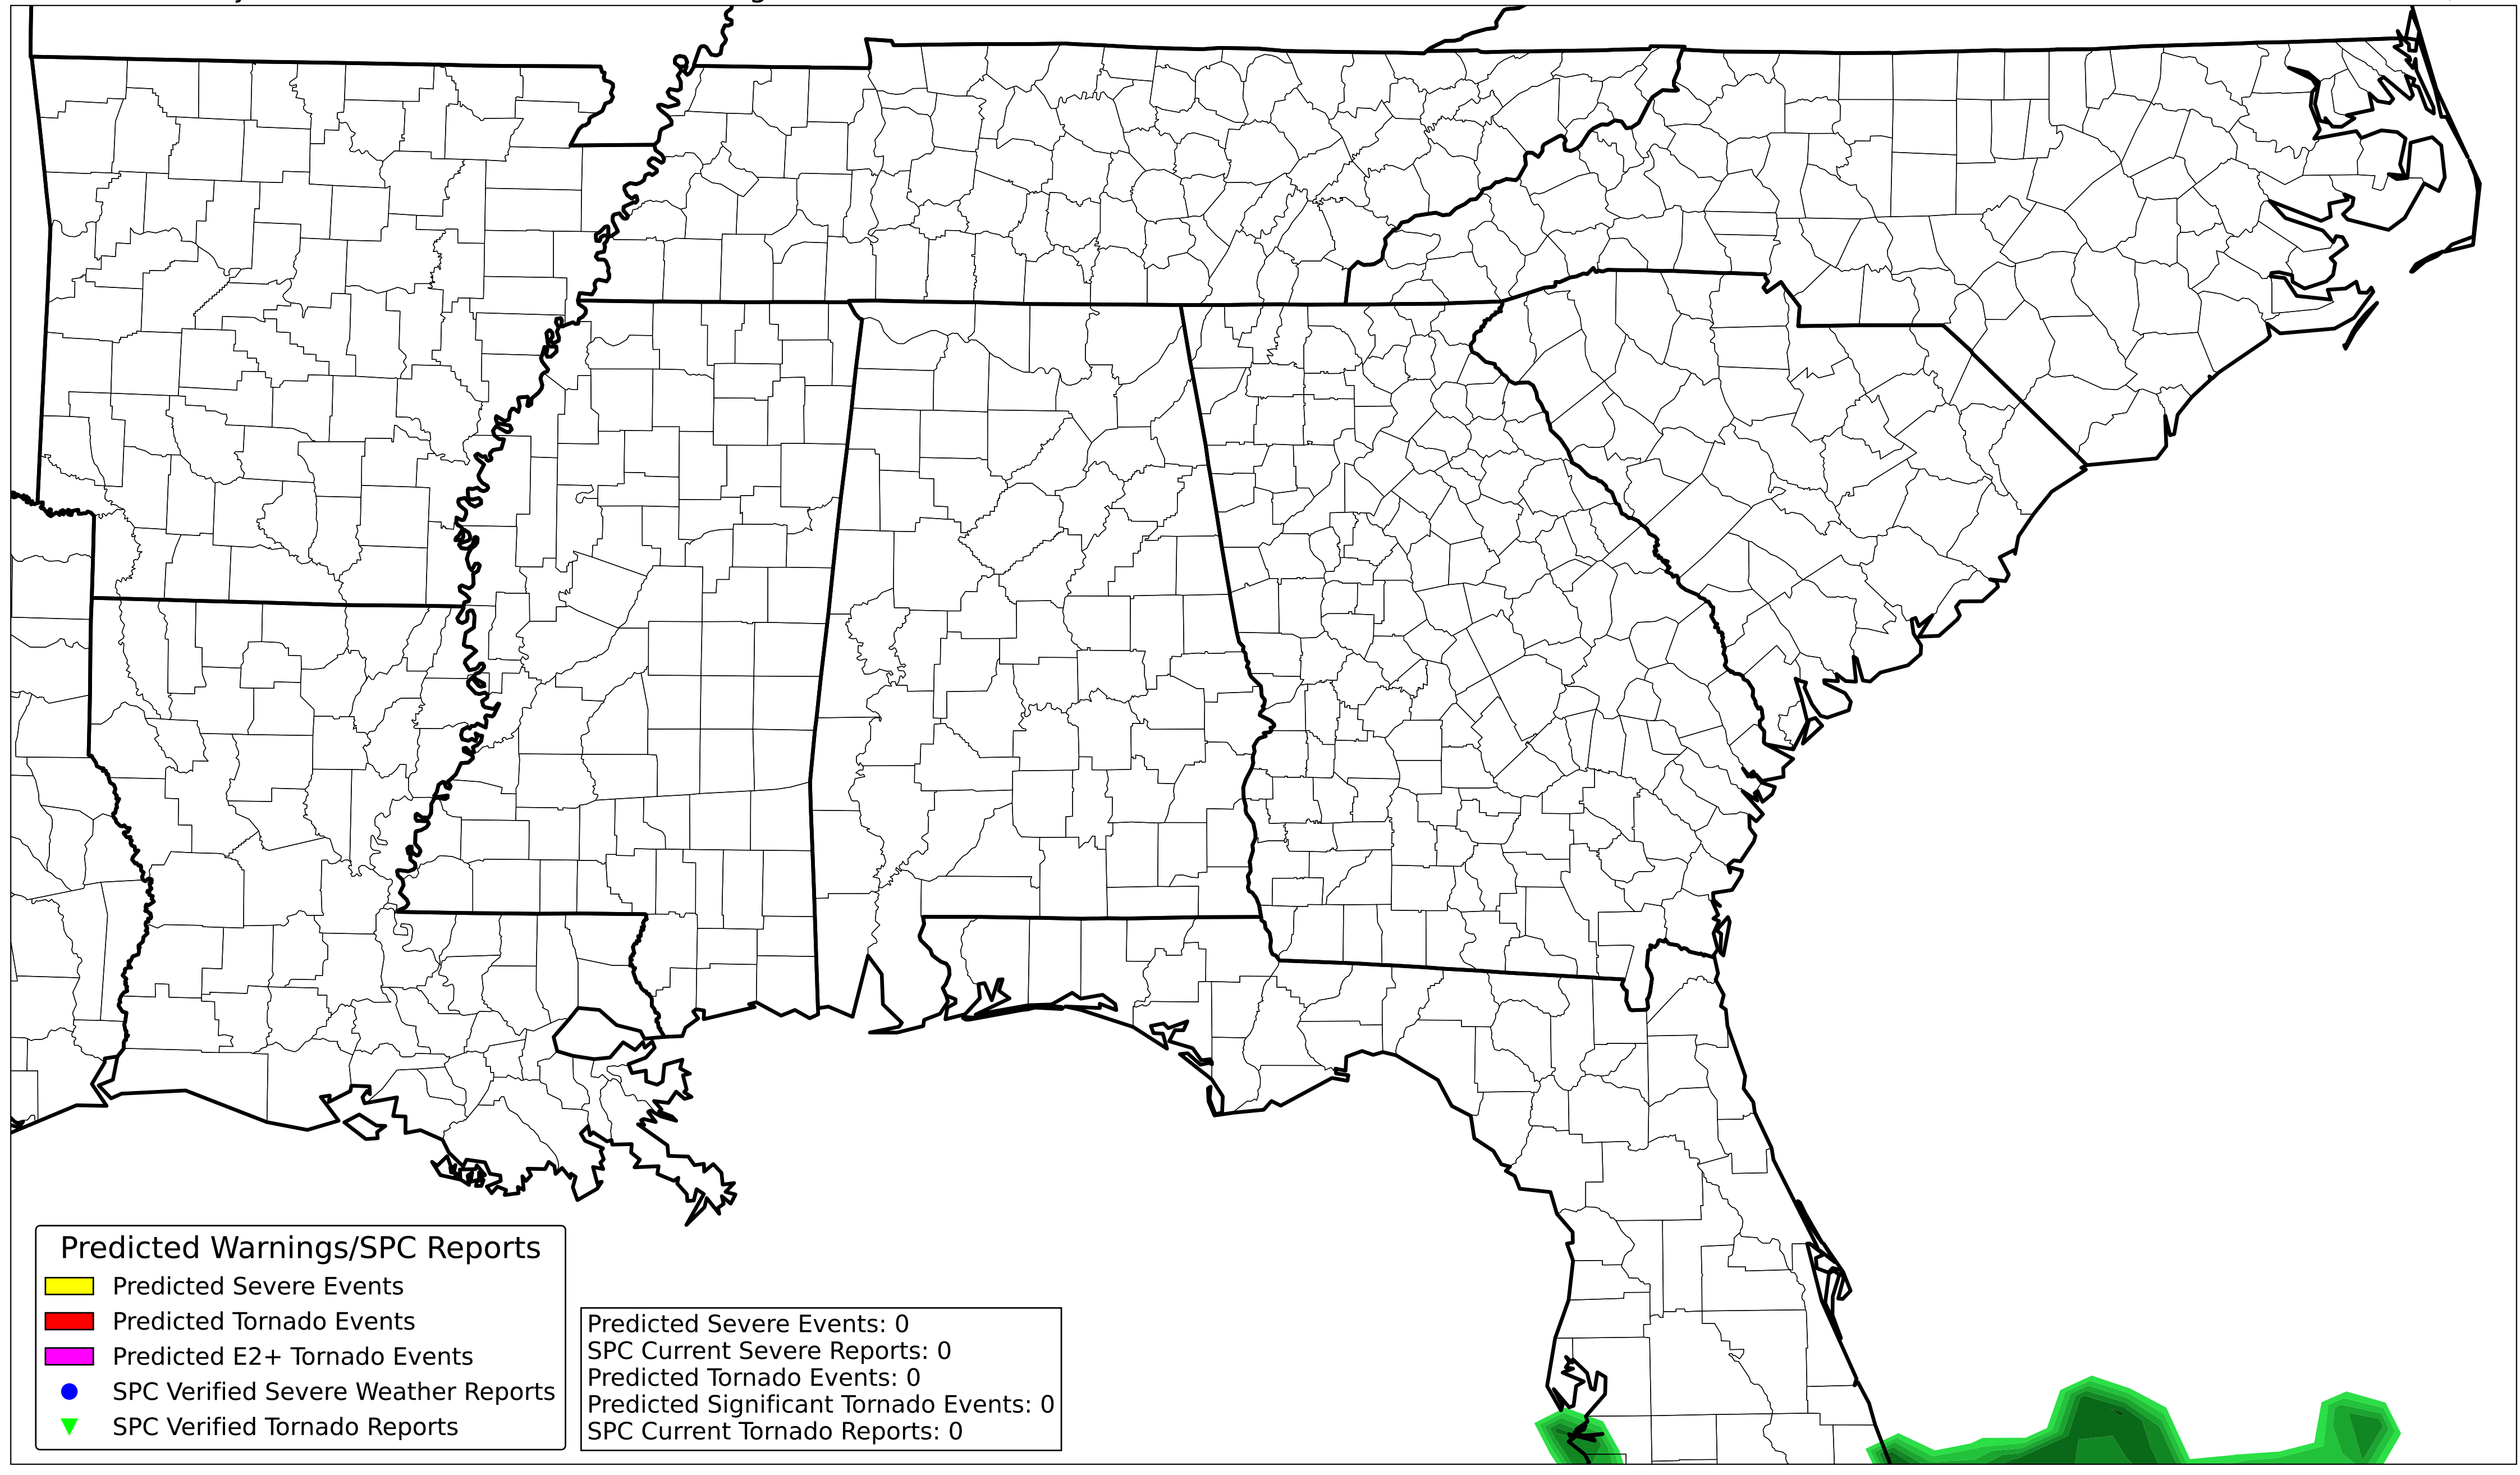 Predicted Warnings/SPC Reports
Predicted Severe Events
Predicted Tornado Events
Predicted E2+ Tornado Events
SPC Verified Severe Weather Reports
SPC Verified Tornado Reports
Predicted Severe Events: 0
SPC Current Severe Reports: 0
Predicted Tornado Events: 0
Predicted Significant Tornado Events: 0
SPC Current Tornado Reports: 0